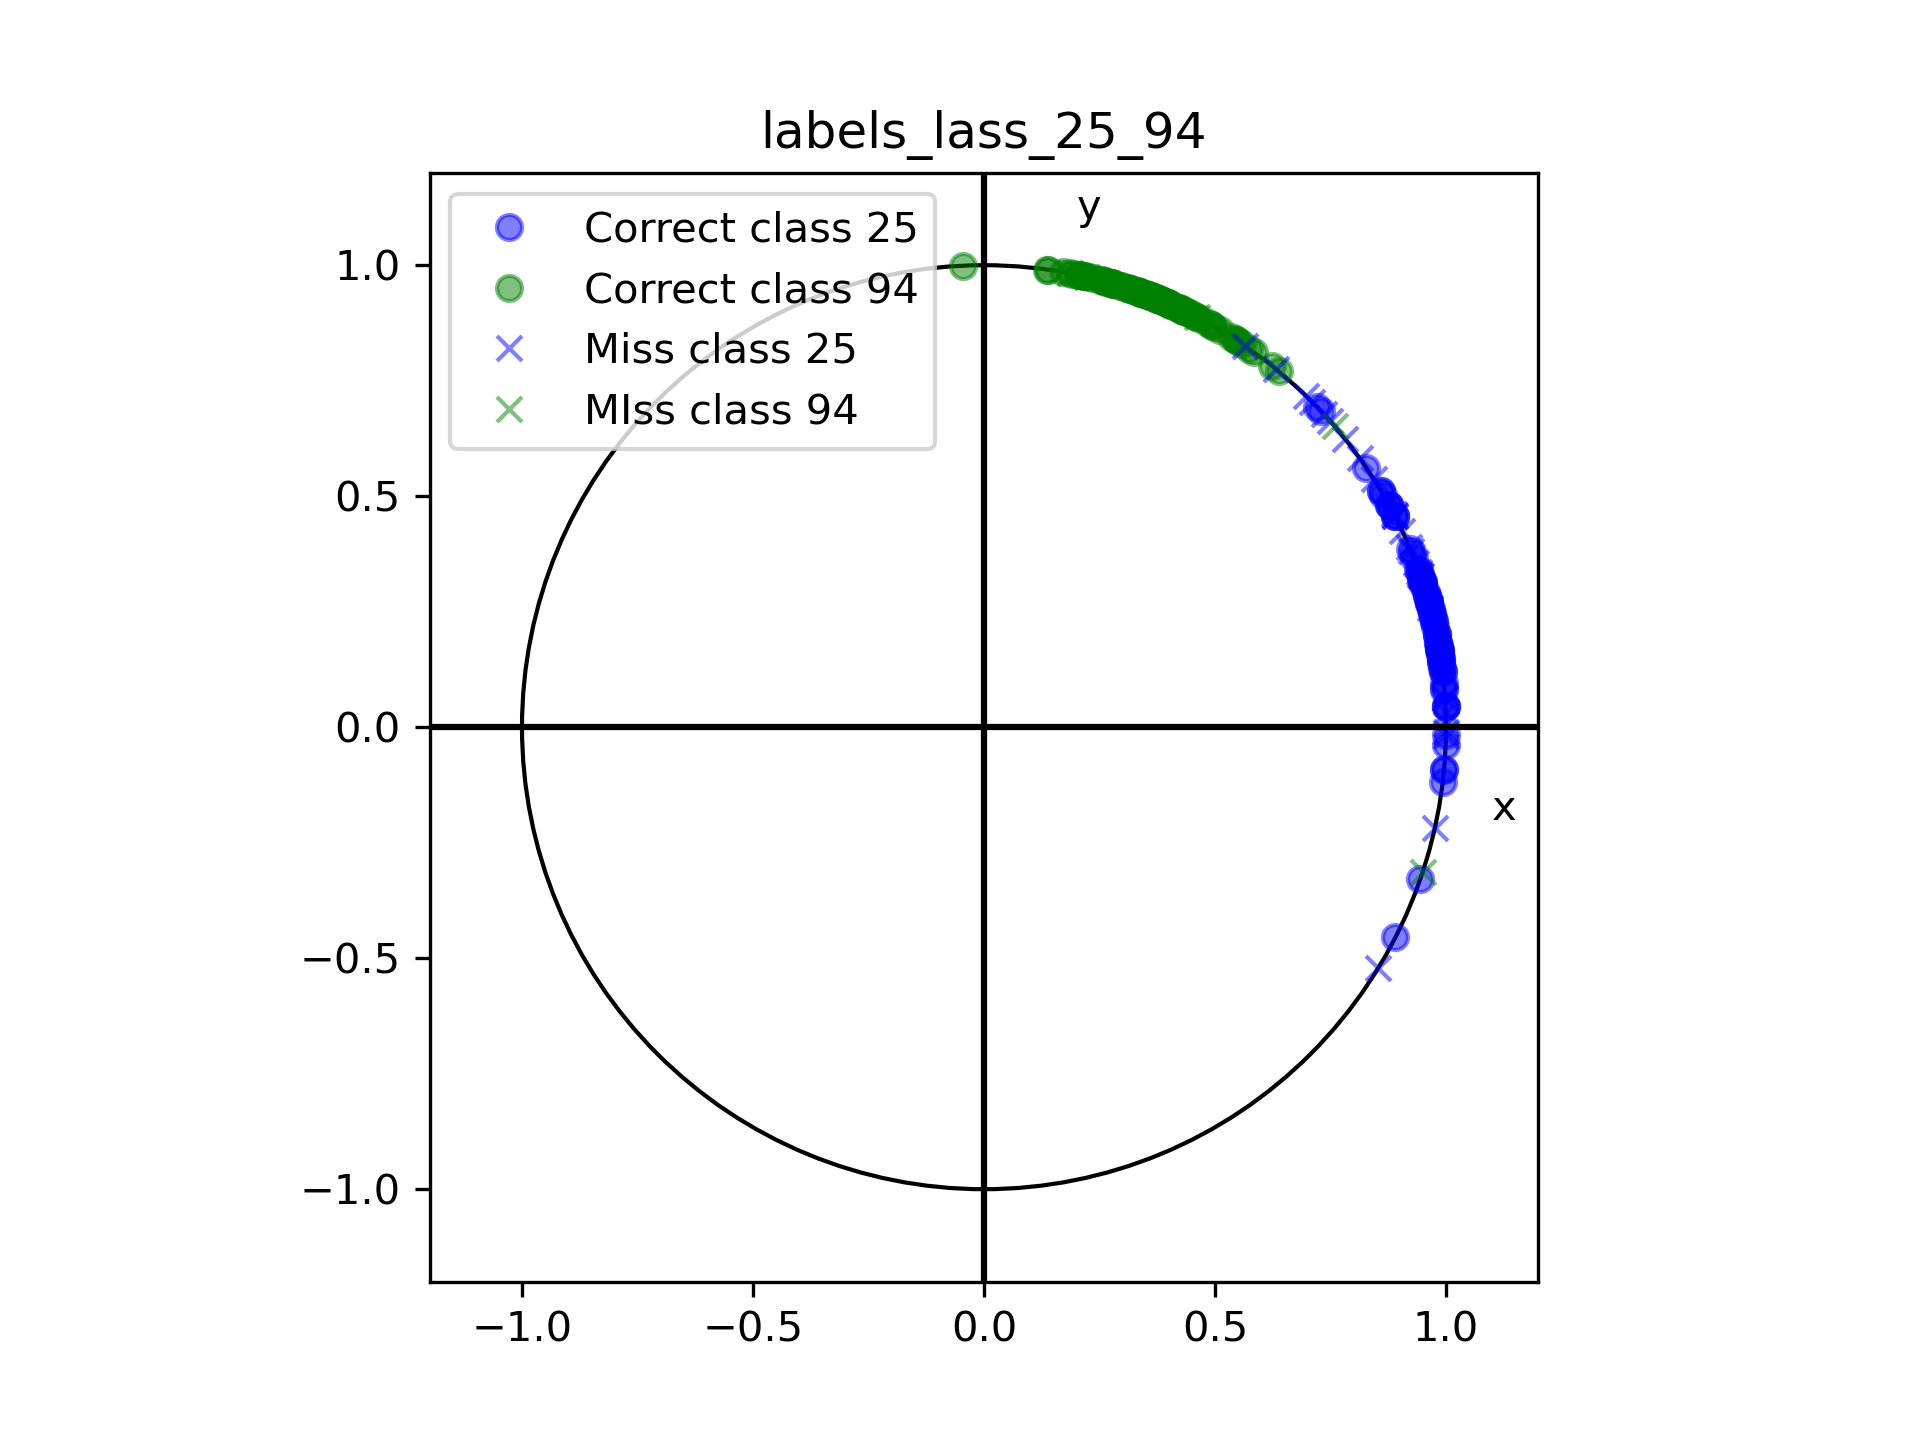 labels_lass_25_94
y
Correct class 25
Correct class 94
Miss class 25
MIss class 94
1.0
0.5
0.0
−0.5
−1.0
x
−1.0 −0.5 0.0 0.5 1.0